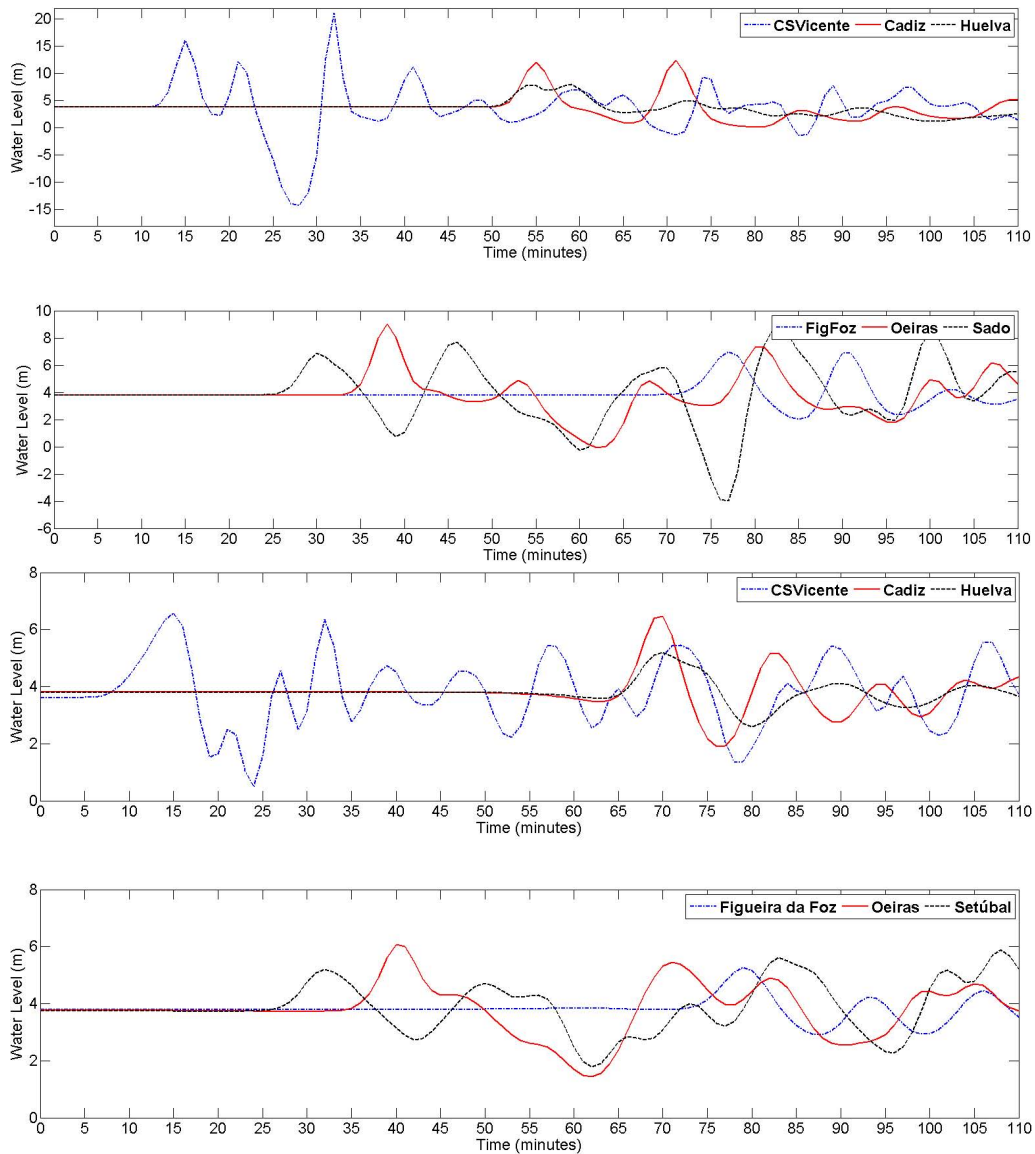 CSVicente Cadiz Huelva
Water Level (m)
20
15
10
5
0
-5
-10
-15
0 5 10 15 20 25 30 35 40 45 50 55 60 65 70 75 80 85 90 95 100 105 110
Time (minutes)
FigFoz Oeiras Sado
Water Level (m)
10
8
6
4
2
0
-2
-4
-6
0 5 10 15 20 25 30 35 40 45 50 55 60 65 70 75 80 85 90 95 100 105 110
Time (minutes)
CSVicente Cadiz Huelva
Water Level (m)
8
6
4
2
0
0 5 10 15 20 25 30 35 40 45 50 55 60 65 70 75 80 85 90 95 100 105 110
Time (minutes)
Figueira da Foz Oeiras Setúbal
Water Level (m)
8
6
4
2
0
0 5 10 15 20 25 30 35 40 45 50 55 60 65 70 75 80 85 90 95 100 105 110
Time (minutes)